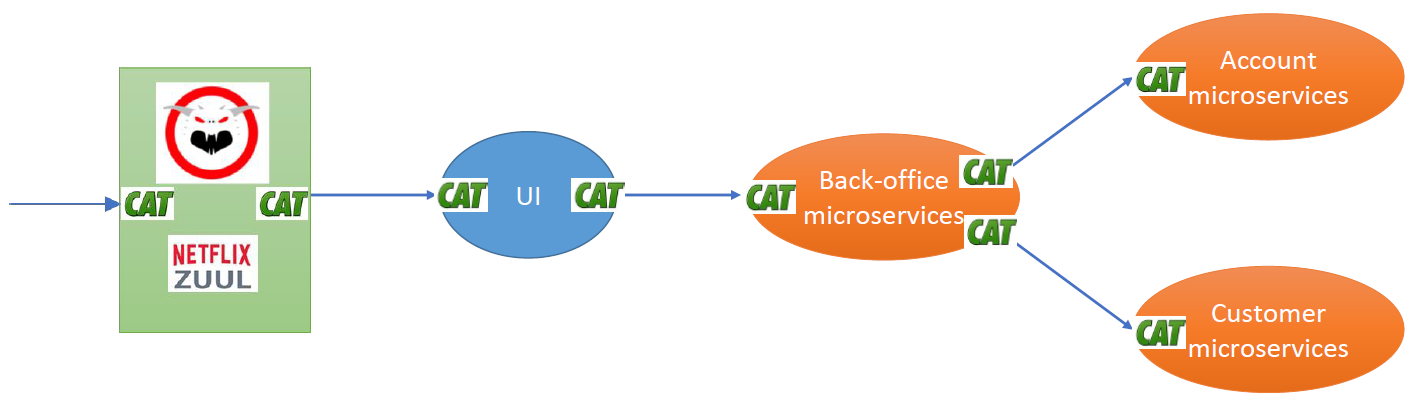 CAT
CAT
NETFLIX
ZUUL
CAT
UI
CAT
CAT
Back-office
microservices
CAT
CAT
CAT
Account
microservices
CAT
Customer
microservices